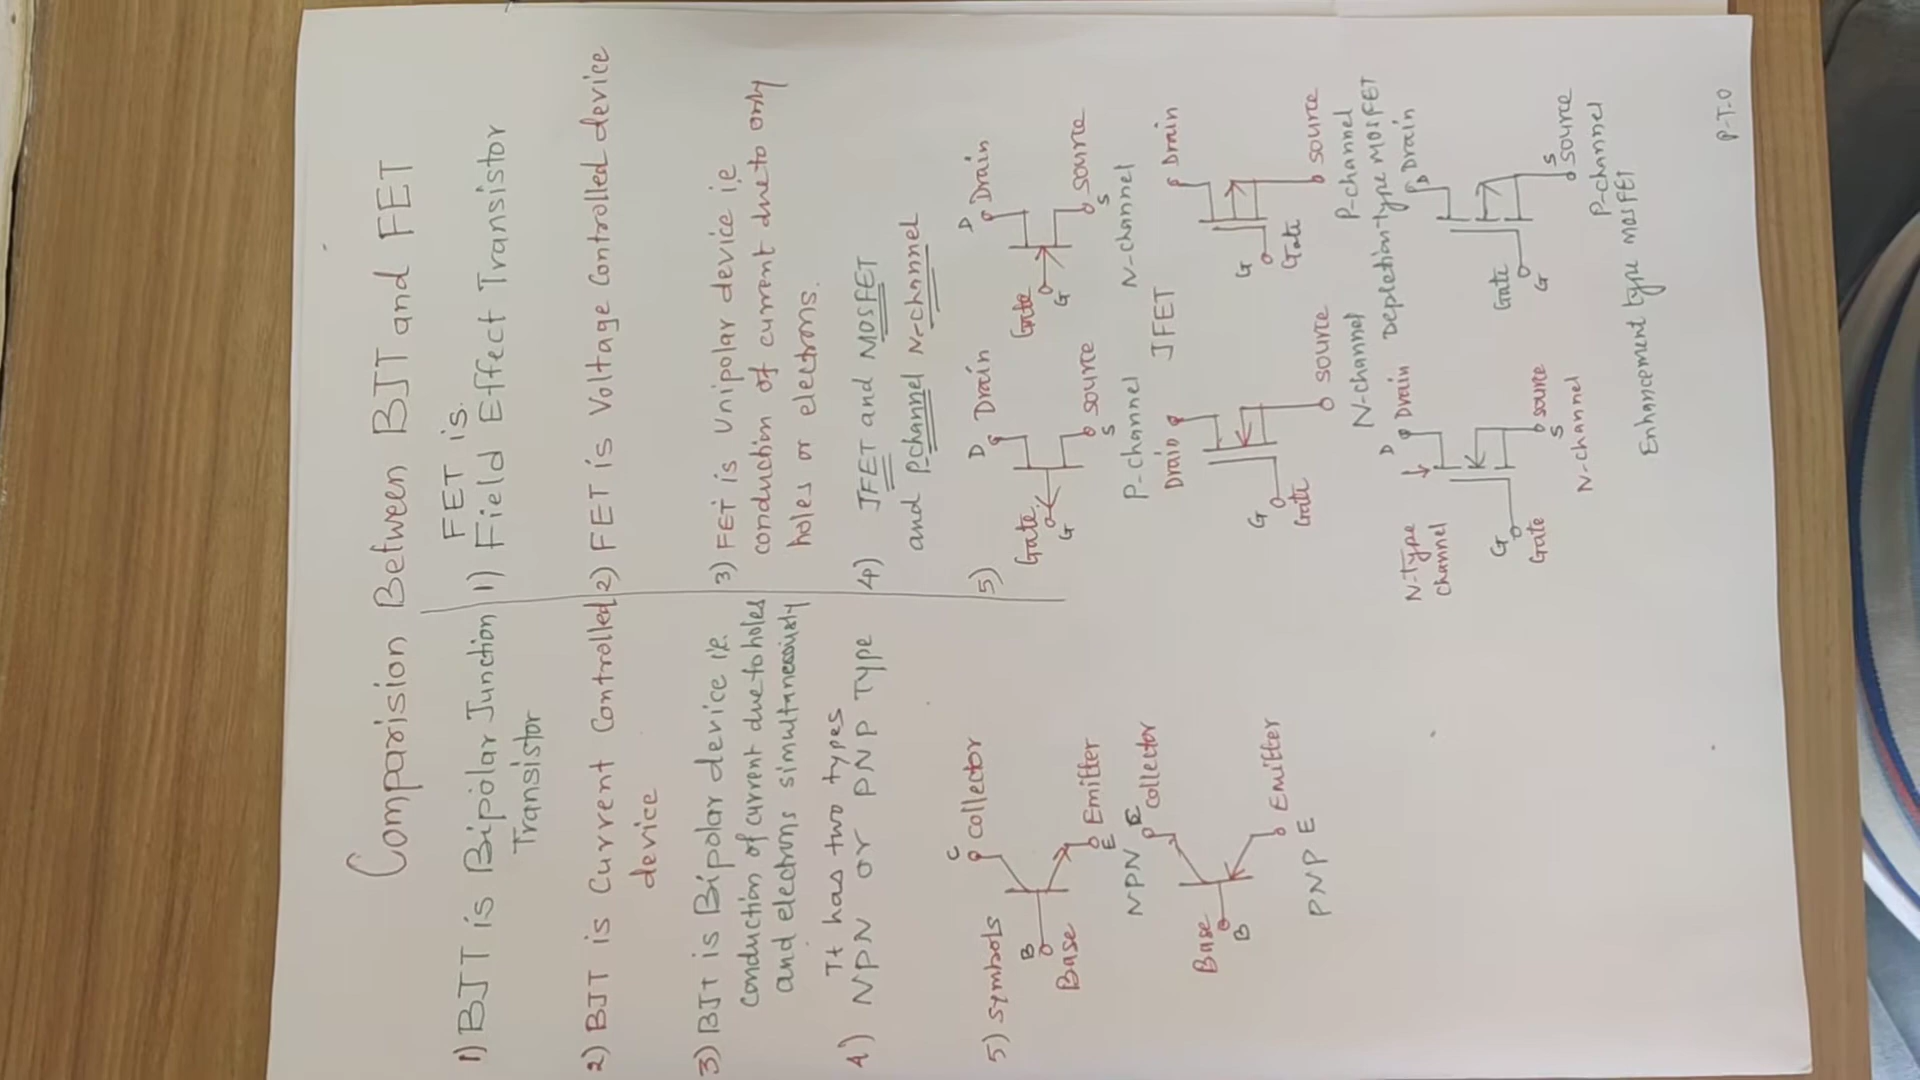 Comparision Between BJT and FET
1) BJT is Bipolar Junction
Transistor
2) BJT is Current Controlled
device
3) BJT is Bipolar device i.e.
conduction of current due to holes
and electrons simultaneously
It has two types
4) NPN or PNP TYPE
5) Symbols
C Collector
B
Base
E Emitter
NPN
Collector
Base
B
Emitter
E
PNP
FET is
1) Field Effect Transistor
2) FET is Voltage Controlled device
3) FET is Unipolar device i.e
conduction of current due to only
holes or electrons.
4) JFET and MOSFET
and P-channel N-channel
5)
D Drain
Gate
G
S source
P-channel
D Drain
Gate
G
S source
N-channel
JFET
Drain
G
Gate
source
N-channel
Drain
G
Gate
source
P-channel
Depletion-type MOSFET
N-type
channel
D Drain
G
Gate
source
S
N-channel
D Drain
Gate
G
S source
P-channel
Enhancement type MOSFET
P.T.O